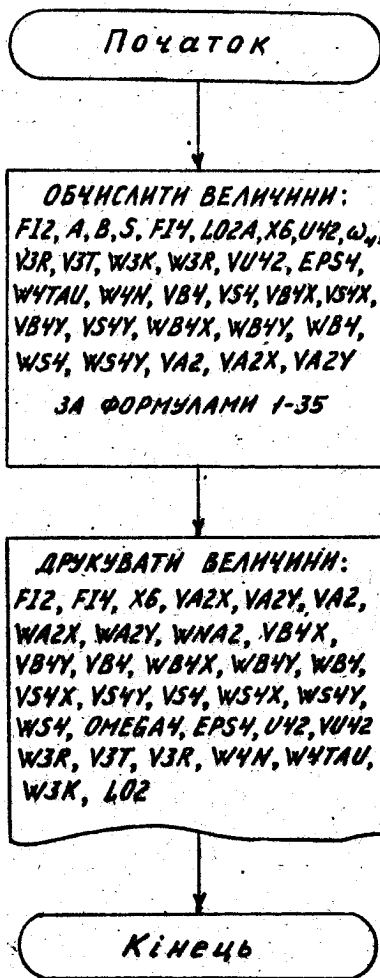 Початок
ОБЧИСЛИТИ ВЕЛИЧИНИ:
FI2, A, B, S, FI4, LO2A, X6, U42, ω4,
V3R, V3T, W3K, W3R, VU42, EPS4,
W4TAU, W4N, VB4, VS4, VB4X, VS4X,
VB4Y, VS4Y, WB4X, WB4Y, WB4,
WS4, WS4Y, VA2, VA2X, VA2Y
ЗА ФОРМУЛАМИ 1-35
ДРУКУВАТИ ВЕЛИЧИНИ:
FI2, FI4, X6, VA2X, VA2Y, VA2,
WA2X, WA2Y, WNA2, VB4X,
VB4Y, VB4, WB4X, WB4Y, WB4,
VS4X, VS4Y, VS4, WS4X, WS4Y,
WS4, OMEGA4, EPS4, U42, VU42
W3R, V3T, V3R, W4N, W4TAU,
W3K, LO2
Кінець